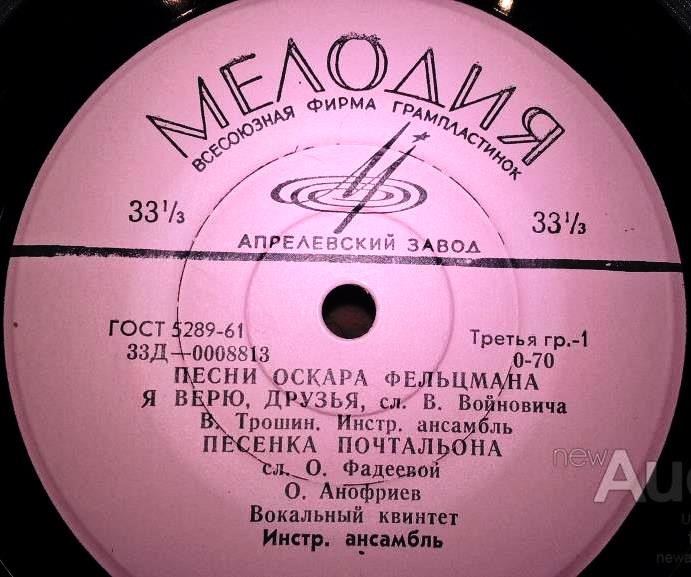 МЕЛОДИЯ
ВСЕСОЮЗНАЯ ФИРМА ГРАМПЛАСТИНОК
33⅓ 33⅓
АПРЕЛЕВСКИЙ ЗАВОД
ГОСТ 5289-61 Третья гр.-1
33Д—0008813 0-70
ПЕСНИ ОСКАРА ФЕЛЬЦМАНА
Я ВЕРЮ, ДРУЗЬЯ, сл. В. Войновича
В. Трошин. Инстр. ансамбль
ПЕСЕНКА ПОЧТАЛЬОНА
сл. О. Фадеевой
О. Анофриев
Вокальный квинтет
Инстр. ансамбль
new